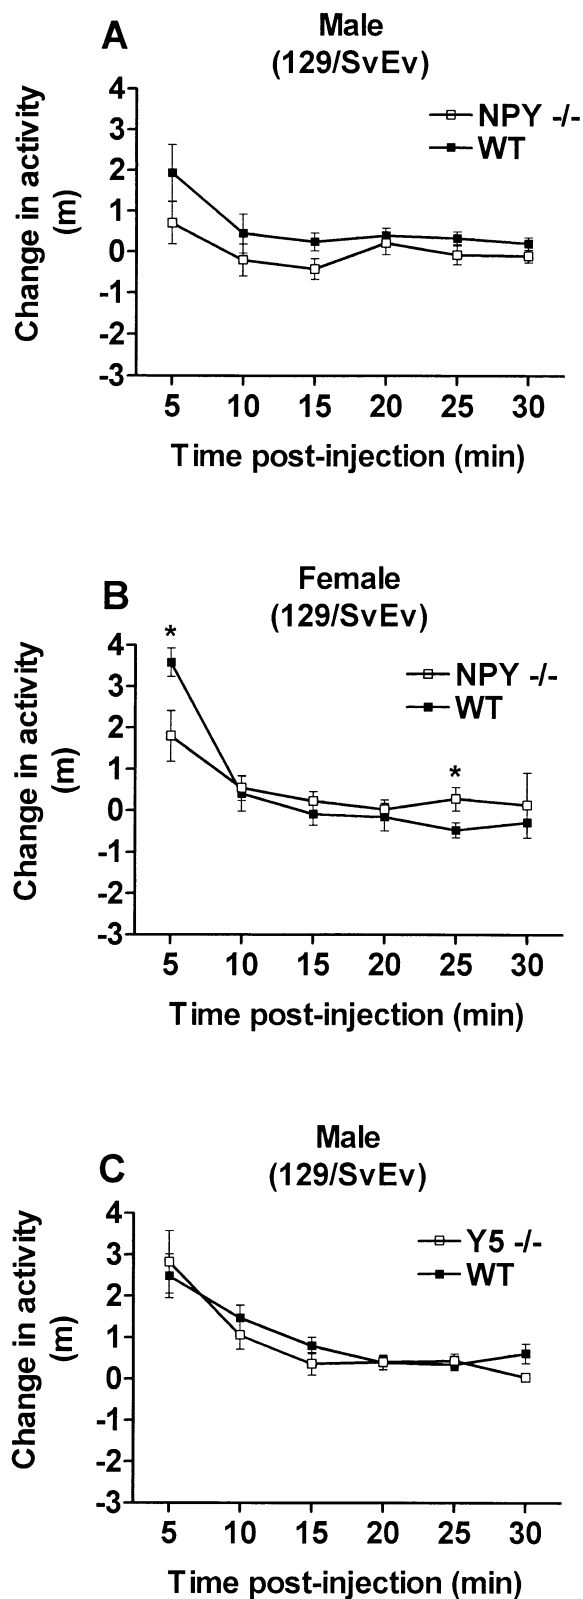 A
Male
(129/SvEv)
NPY -/-
WT
Change in activity
(m)
4
3
2
1
0
-1
-2
-3
5 10 15 20 25 30
Time post-injection (min)
B
Female
(129/SvEv)
NPY -/-
WT
Change in activity
(m)
*
*
4
3
2
1
0
-1
-2
-3
5 10 15 20 25 30
Time post-injection (min)
C
Male
(129/SvEv)
Y5 -/-
WT
Change in activity
(m)
4
3
2
1
0
-1
-2
-3
5 10 15 20 25 30
Time post-injection (min)